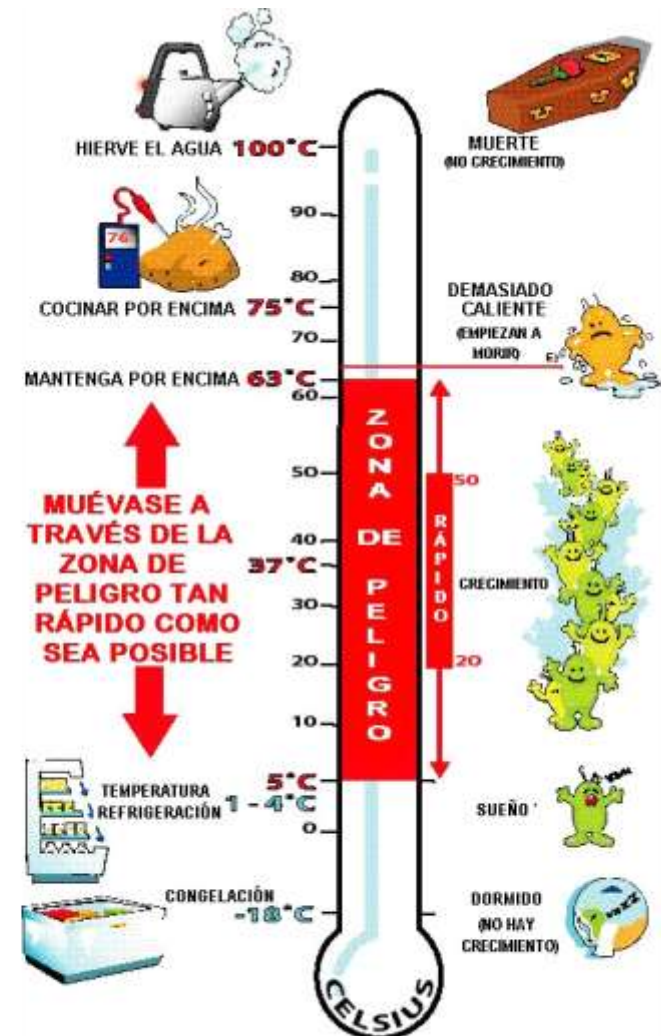 HIERVE EL AGUA 100°C
MUERTE
(NO CRECIMIENTO)
90
76
80
COCINAR POR ENCIMA 75°C
DEMASIADO
CALIENTE
(EMPIEZAN A
MORIR)
70
MANTENGA POR ENCIMA 63°C
60
ZONA DE PELIGRO
50
50
RÁPIDO
MUÉVASE A
TRAVÉS DE LA
ZONA DE
PELIGRO TAN
RÁPIDO COMO
SEA POSIBLE
40
37°C
CRECIMIENTO
30
20
20
10
5°C
TEMPERATURA
REFRIGERACIÓN 1 - 4°C
SUEÑO
0
CONGELACIÓN
-18°C
DORMIDO
(NO HAY
CRECIMIENTO)
CELSIUS